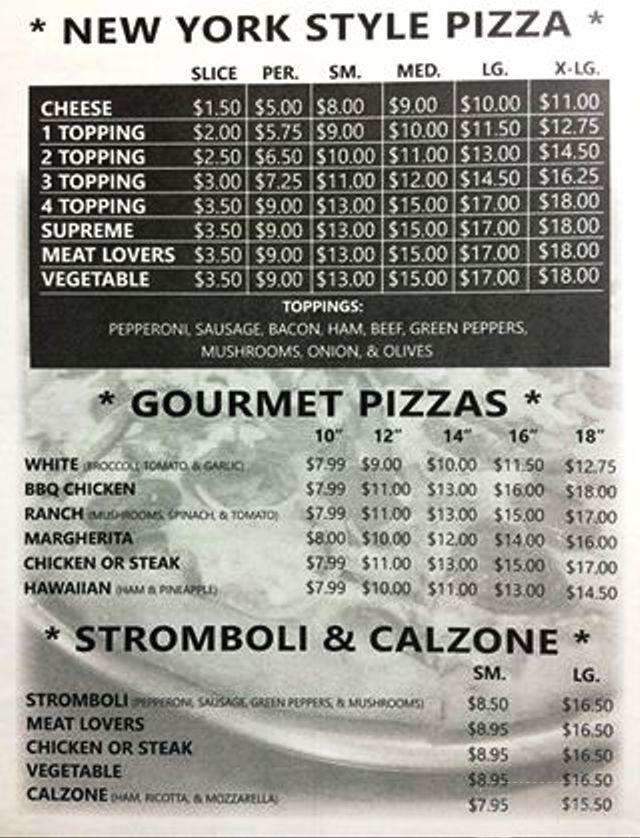 * NEW YORK STYLE PIZZA *
SLICE PER. SM. MED. LG. X-LG.
CHEESE $1.50 $5.00 $8.00 $9.00 $10.00 $11.00
1 TOPPING $2.00 $5.75 $9.00 $10.00 $11.50 $12.75
2 TOPPING $2.50 $6.50 $10.00 $11.00 $13.00 $14.50
3 TOPPING $3.00 $7.25 $11.00 $12.00 $14.50 $16.25
4 TOPPING $3.50 $9.00 $13.00 $15.00 $17.00 $18.00
SUPREME $3.50 $9.00 $13.00 $15.00 $17.00 $18.00
MEAT LOVERS $3.50 $9.00 $13.00 $15.00 $17.00 $18.00
VEGETABLE $3.50 $9.00 $13.00 $15.00 $17.00 $18.00
TOPPINGS:
PEPPERONI, SAUSAGE, BACON, HAM, BEEF, GREEN PEPPERS,
MUSHROOMS, ONION, & OLIVES
* GOURMET PIZZAS *
10" 12" 14" 16" 18"
WHITE (BROCCOLI, TOMATO, & GARLIC) $7.99 $9.00 $10.00 $11.50 $12.75
BBQ CHICKEN $7.99 $11.00 $13.00 $16.00 $18.00
RANCH (MUSHROOMS, SPINACH, & TOMATO) $7.99 $11.00 $13.00 $15.00 $17.00
MARGHERITA $8.00 $10.00 $12.00 $14.00 $16.00
CHICKEN OR STEAK $7.99 $11.00 $13.00 $15.00 $17.00
HAWAIIAN (HAM & PINEAPPLE) $7.99 $10.00 $11.00 $13.00 $14.50
* STROMBOLI & CALZONE *
SM. LG.
STROMBOLI (PEPPERONI, SAUSAGE, GREEN PEPPERS, & MUSHROOMS) $8.50 $16.50
MEAT LOVERS $8.95 $16.50
CHICKEN OR STEAK $8.95 $16.50
VEGETABLE $8.95 $16.50
CALZONE (HAM, RICOTTA, & MOZZARELLA) $7.95 $15.50